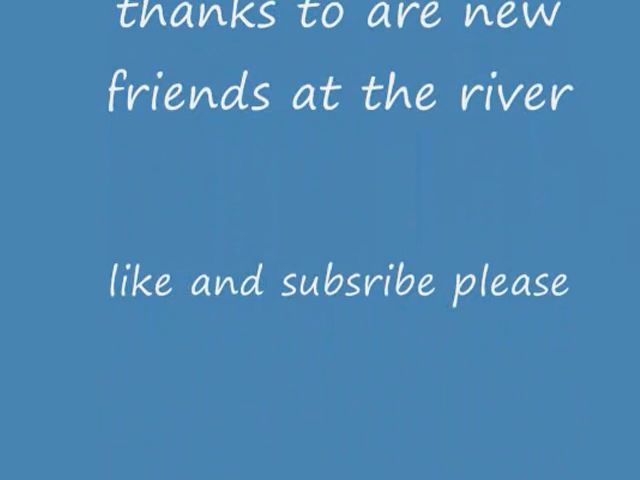 thanks to are new
friends at the river
like and subsribe please